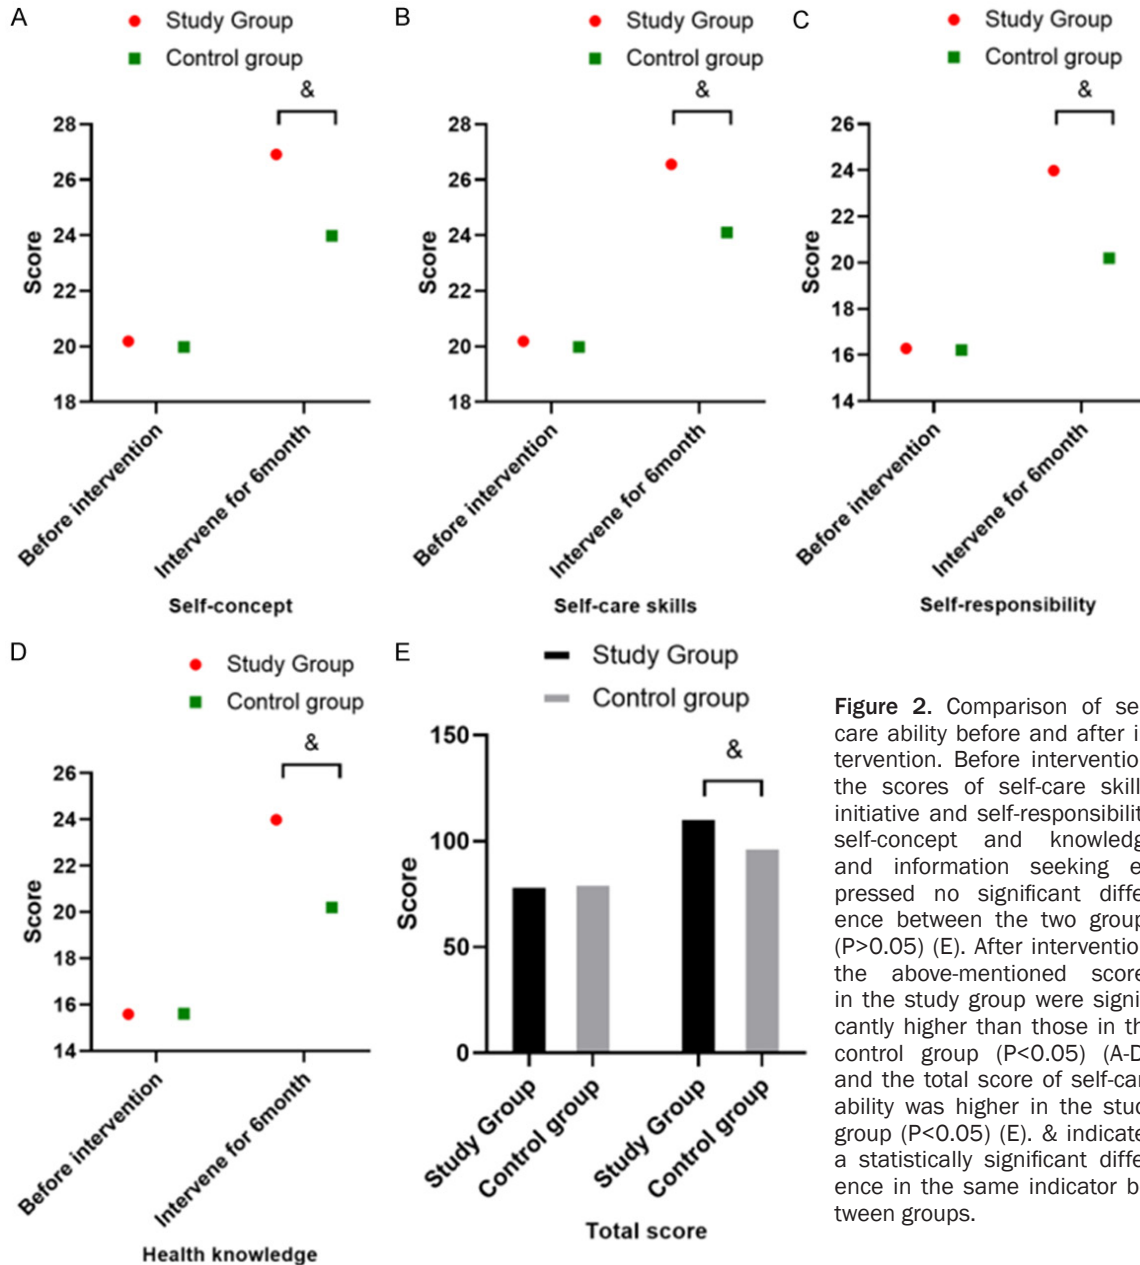 A
Study Group
Control group
&
28
26
24
22
20
18
Score
Before intervention
Intervene for 6month
Self-concept
B
Study Group
Control group
&
28
26
24
22
20
18
Score
Before intervention
Intervene for 6month
Self-care skills
C
Study Group
Control group
&
26
24
22
20
18
16
14
Score
Before intervention
Intervene for 6month
Self-responsibility
D
Study Group
Control group
&
26
24
22
20
18
16
14
Score
Before intervention
Intervene for 6month
Health knowledge
E
Study Group
Control group
&
150
100
50
0
Score
Study Group
Control group
Study Group
Control group
Total score
Figure 2. Comparison of sel
care ability before and after i
tervention. Before intervention
the scores of self-care skill
initiative and self-responsibilit
self-concept and knowledg
and information seeking e
pressed no significant diffe
ence between the two group
(P>0.05) (E). After intervention
the above-mentioned score
in the study group were signi
cantly higher than those in th
control group (P<0.05) (A-D
and the total score of self-car
ability was higher in the stud
group (P<0.05) (E). & indicate
a statistically significant diffe
ence in the same indicator b
tween groups.